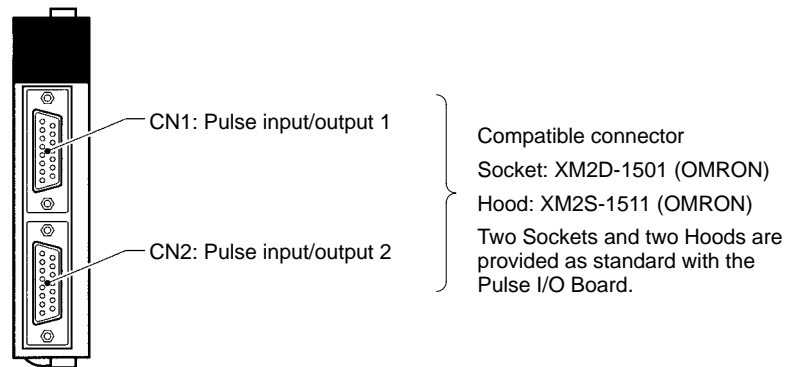 CN1: Pulse input/output 1
CN2: Pulse input/output 2
Compatible connector
Socket: XM2D-1501 (OMRON)
Hood: XM2S-1511 (OMRON)
Two Sockets and two Hoods are
provided as standard with the
Pulse I/O Board.